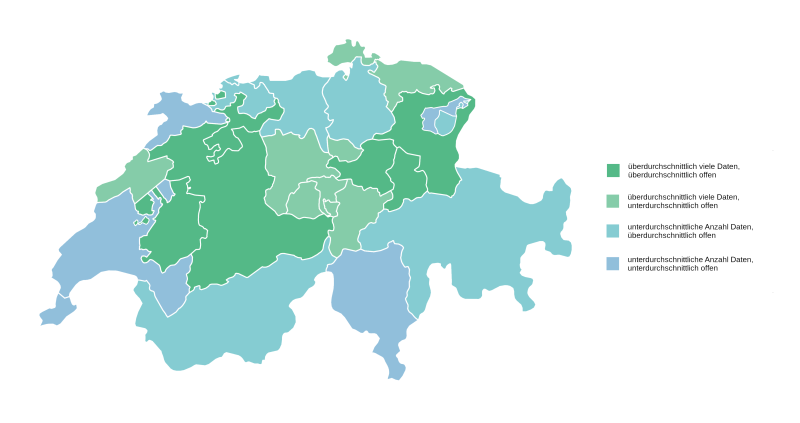 überdurchschnittlich viele Daten,
überdurchschnittlich offen
überdurchschnittlich viele Daten,
unterdurchschnittlich offen
unterdurchschnittliche Anzahl Daten,
überdurchschnittlich offen
unterdurchschnittliche Anzahl Daten,
unterdurchschnittlich offen